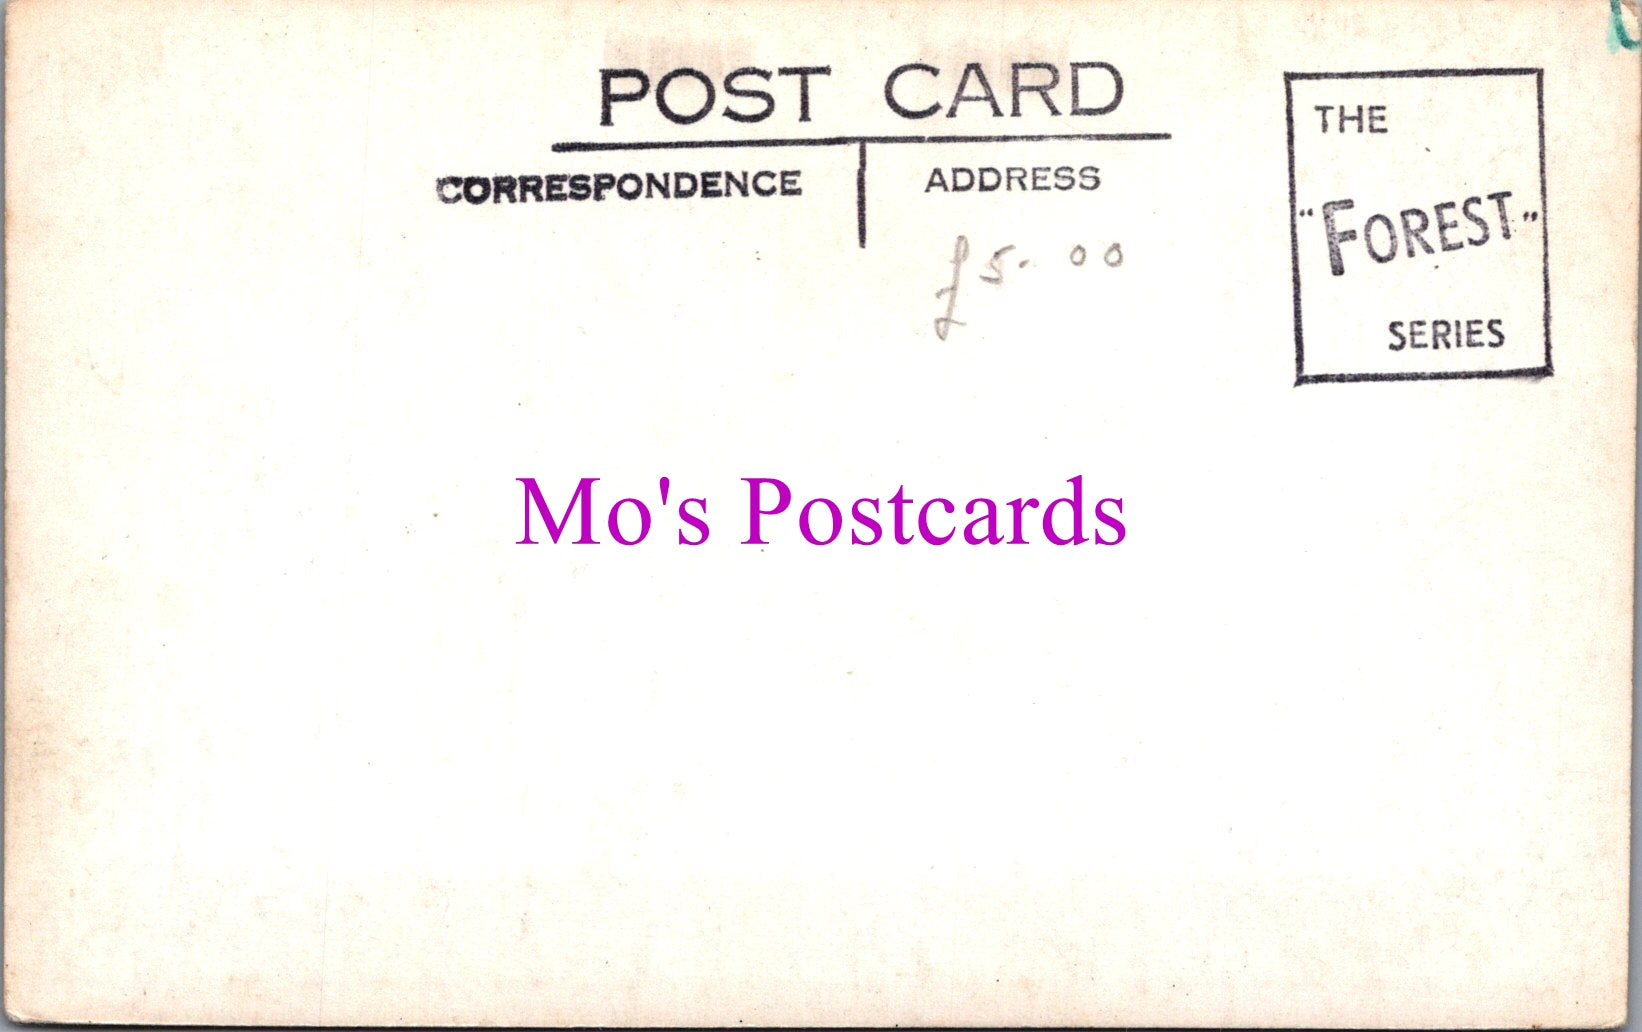 POST CARD
CORRESPONDENCE
ADDRESS
£5.00
THE
"FOREST"
SERIES
Mo's Postcards